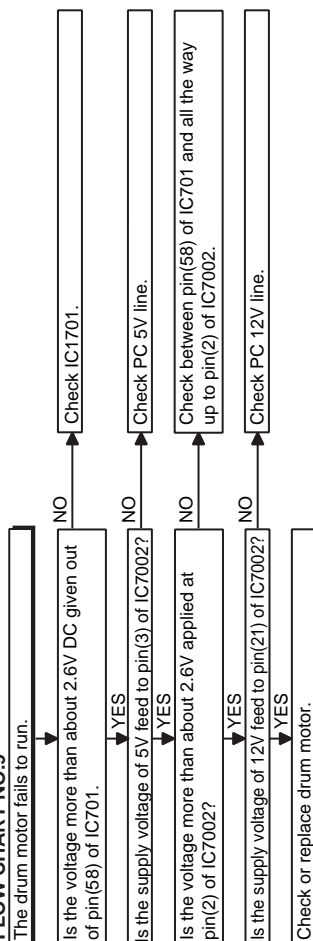 FLOW CHART NO.9
The drum motor fails to run.
Is the voltage more than about 2.6V DC given out
of pin(58) of IC701.
NO
Check IC1701.
YES
Is the supply voltage of 5V feed to pin(3) of IC7002?
NO
Check PC 5V line.
YES
Is the voltage more than about 2.6V applied at
pin(2) of IC7002?
NO
Check between pin(58) of IC701 and all the way
up to pin(2) of IC7002.
YES
Is the supply voltage of 12V feed to pin(21) of IC7002?
NO
Check PC 12V line.
YES
Check or replace drum motor.